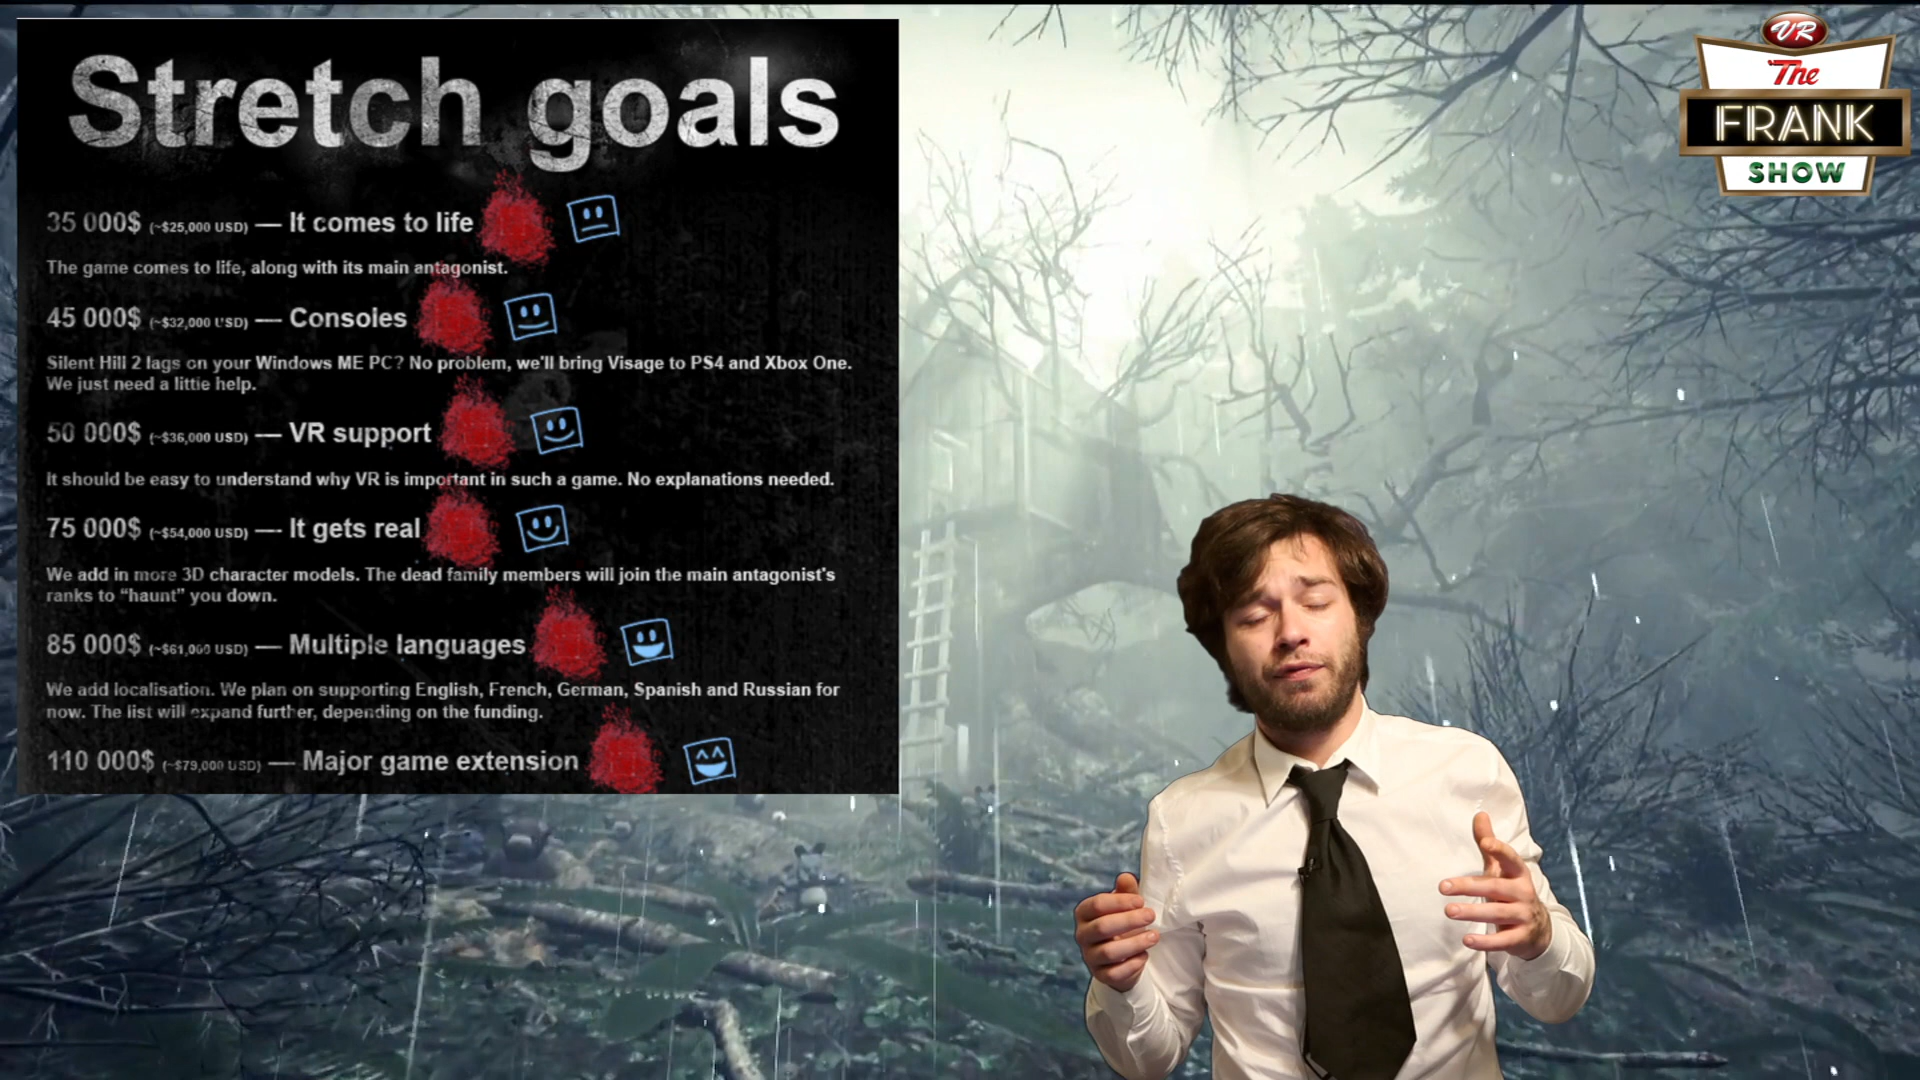 Stretch goals
35 000$ (~$25,000 USD) — It comes to life
The game comes to life, along with its main antagonist.
45 000$ (~$32,000 USD) — Consoles
Silent Hill 2 lags on your Windows ME PC? No problem, we'll bring Visage to PS4 and Xbox One.
We just need a little help.
50 000$ (~$36,000 USD) — VR support
It should be easy to understand why VR is important in such a game. No explanations needed.
75 000$ (~$54,000 USD) — It gets real
We add in more 3D character models. The dead family members will join the main antagonist's
ranks to “haunt” you down.
85 000$ (~$61,000 USD) — Multiple languages
We add localisation. We plan on supporting English, French, German, Spanish and Russian for
now. The list will expand further, depending on the funding.
110 000$ (~$79,000 USD) — Major game extension
VR
The
FRANK
SHOW